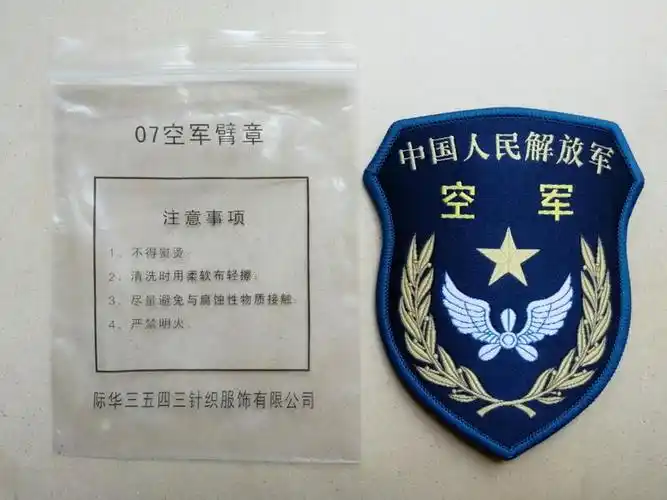 07空军臂章
注意事项
1、不得熨烫。
2、清洗时用柔软布轻擦。
3、尽量避免与腐蚀性物质接触。
4、严禁明火。
际华三五四三针织服饰有限公司
中国人民解放军
空军